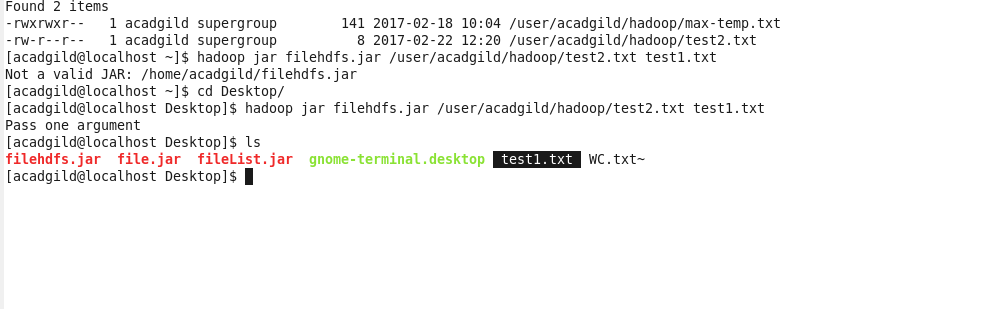 Found 2 items
-rwxrwxr--   1 acadgild supergroup        141 2017-02-18 10:04 /user/acadgild/hadoop/max-temp.txt
-rw-r--r--   1 acadgild supergroup          8 2017-02-22 12:20 /user/acadgild/hadoop/test2.txt
[acadgild@localhost ~]$ hadoop jar filehdfs.jar /user/acadgild/hadoop/test2.txt test1.txt
Not a valid JAR: /home/acadgild/filehdfs.jar
[acadgild@localhost ~]$ cd Desktop/
[acadgild@localhost Desktop]$ hadoop jar filehdfs.jar /user/acadgild/hadoop/test2.txt test1.txt
Pass one argument
[acadgild@localhost Desktop]$ ls
filehdfs.jar  file.jar  fileList.jar  gnome-terminal.desktop  test1.txt  WC.txt~
[acadgild@localhost Desktop]$